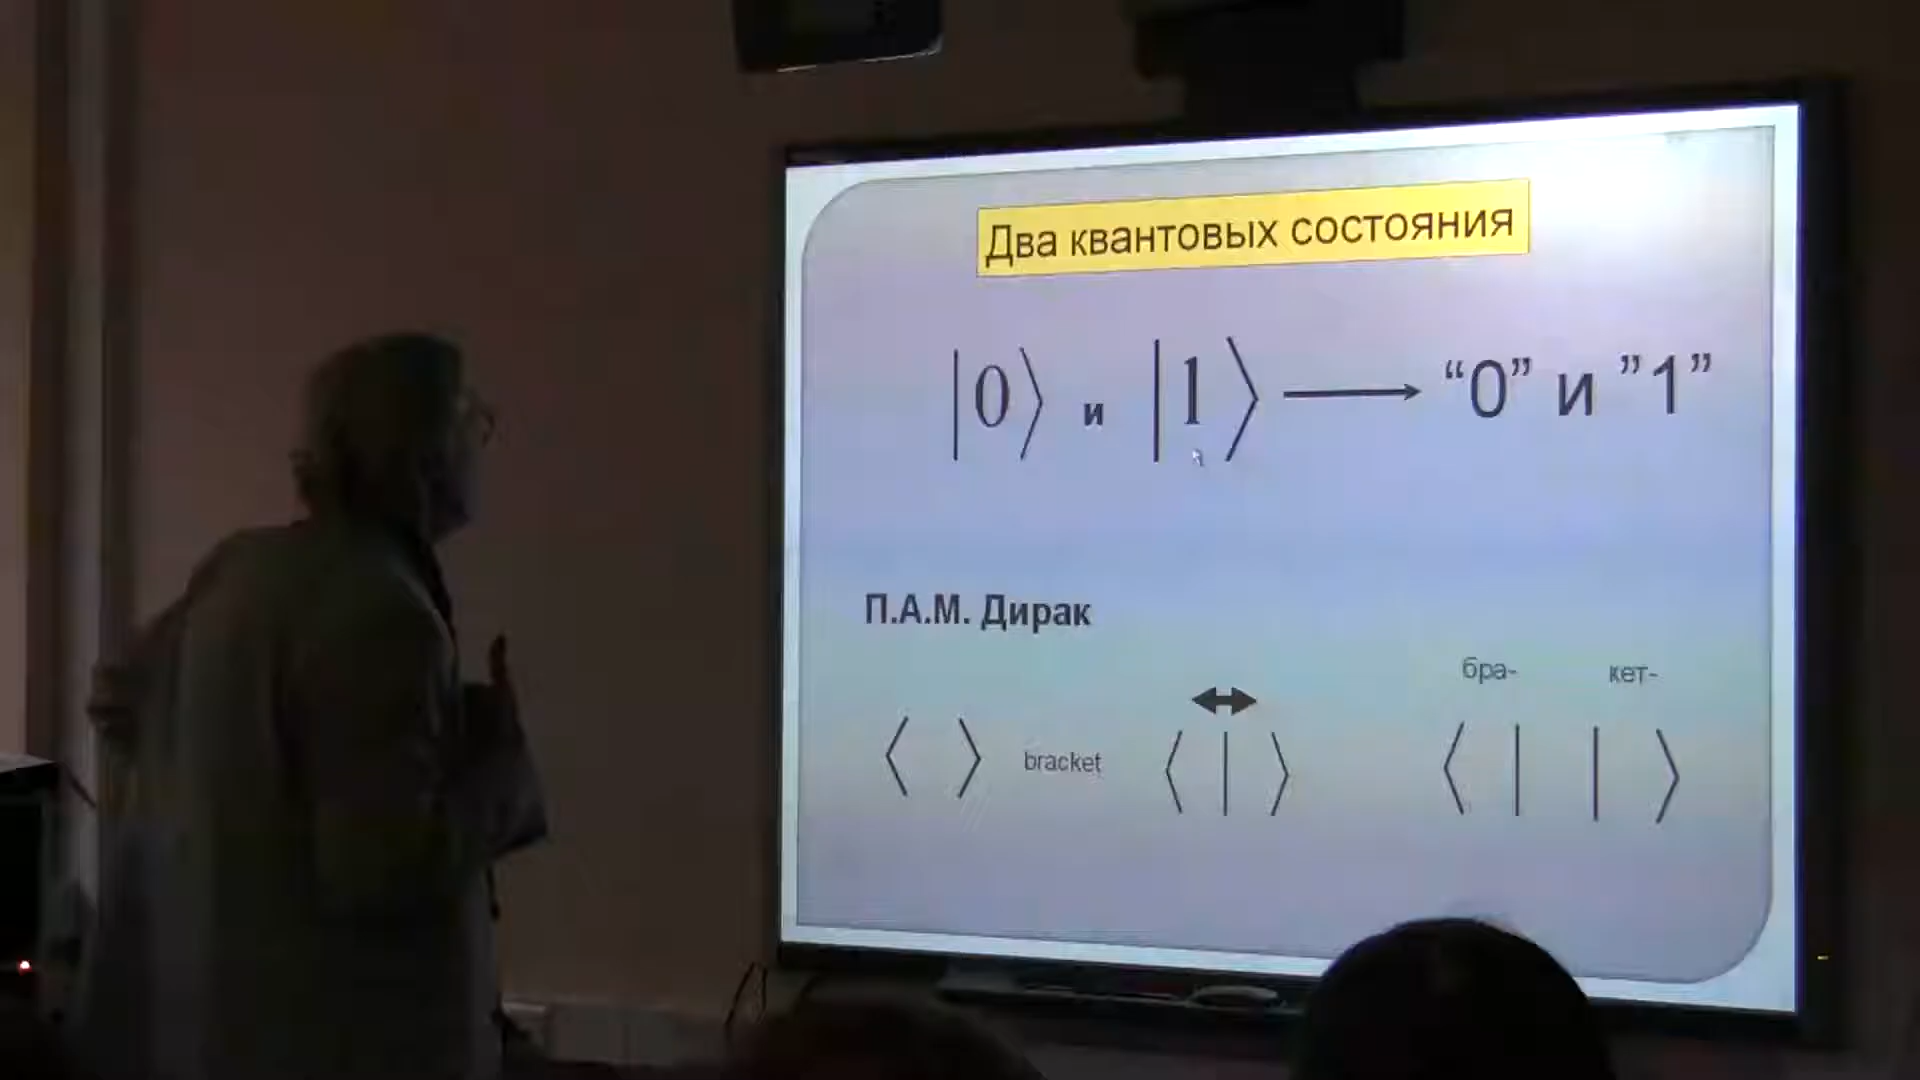 Два квантовых состояния
|0⟩ и |1⟩ ⟶ “0” и ”1”
П.А.М. Дирак
бра- кет-
⟨ ⟩ bracket ⟨|⟩ ⟨| |⟩